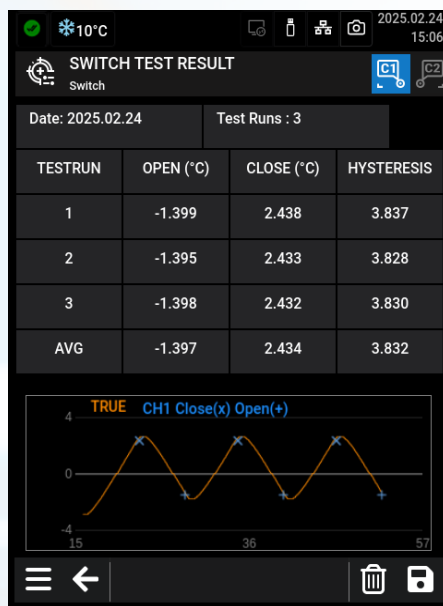 10°C
2025.02.24
15:06
SWITCH TEST RESULT
Switch
C1
C2
Date: 2025.02.24 Test Runs : 3
TESTRUN OPEN (°C) CLOSE (°C) HYSTERESIS
1 -1.399 2.438 3.837
2 -1.395 2.433 3.828
3 -1.398 2.432 3.830
AVG -1.397 2.434 3.832
TRUE CH1 Close(x) Open(+)
4
0
-4
15 36 57